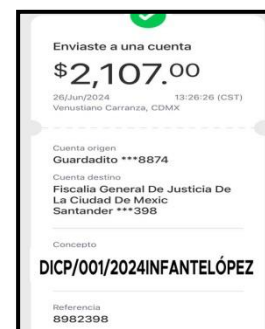 Enviaste a una cuenta
$2,107.00
26/Jun/2024 13:26:26 (CST)
Venustiano Carranza, CDMX
Cuenta origen
Guardadito ***8874
Cuenta destino
Fiscalia General De Justicia De
La Ciudad De Mexic
Santander ***398
Concepto
DICP/001/2024INFANTELÓPEZ
Referencia
8982398